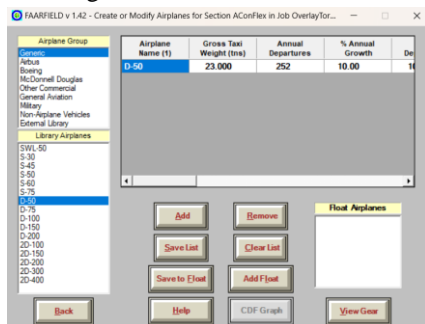 FAARFIELD v 1.42 - Create or Modify Airplanes for Section AConFlex in Job OverlayTor...
Airplane Group
Generic
Airbus
Boeing
McDonnell Douglas
Other Commercial
General Aviation
Military
Non-Airplane Vehicles
External Library
Library Airplanes
SWL-50
S-30
S-45
S-50
S-60
S-75
D-50
D-75
D-100
D-150
D-200
2D-100
2D-150
2D-200
2D-300
2D-400
Airplane Name (1) Gross Taxi Weight (tns) Annual Departures % Annual Growth De
D-50 23.000 252 10.00 10
Add Remove
Save List Clear List
Save to Float Add Float
Float Airplanes
Back Help CDF Graph View Gear